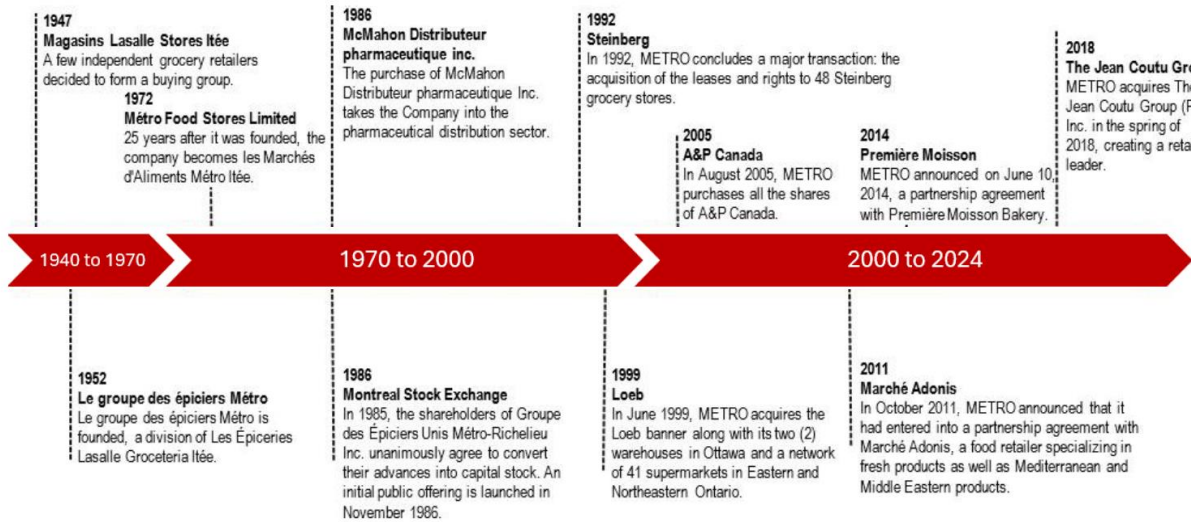 1947
Magasins Lasalle Stores ltée
A few independent grocery retailers
decided to form a buying group.
1972
Métro Food Stores Limited
25 years after it was founded, the
company becomes les Marchés
d'Aliments Métro ltée.
1986
McMahon Distributeur
pharmaceutique inc.
The purchase of McMahon
Distributeur pharmaceutique Inc.
takes the Company into the
pharmaceutical distribution sector.
1992
Steinberg
In 1992, METRO concludes a major transaction: the
acquisition of the leases and rights to 48 Steinberg
grocery stores.
2005
A&P Canada
In August 2005, METRO
purchases all the shares
of A&P Canada.
2014
Première Moisson
METRO announced on June 10,
2014, a partnership agreement
with Première Moisson Bakery.
2018
The Jean Coutu
METRO acquires The
Jean Coutu Group
Inc. in the spring of
2018, creating a
leader.
1940 to 1970
1970 to 2000
2000 to 2024
1952
Le groupe des épiciers Métro
Le groupe des épiciers Métro is
founded, a division of Les Épiceries
Lasalle Groceteria ltée.
1986
Montreal Stock Exchange
In 1985, the shareholders of Groupe
des Épiciers Unis Métro-Richelieu
Inc. unanimously agree to convert
their advances into capital stock. An
initial public offering is launched in
November 1986.
1999
Loeb
In June 1999, METRO acquires the
Loeb banner along with its two (2)
warehouses in Ottawa and a network
of 41 supermarkets in Eastern and
Northeastern Ontario.
2011
Marché Adonis
In October 2011, METRO announced that it
had entered into a partnership agreement with
Marché Adonis, a food retailer specializing in
fresh products as well as Mediterranean and
Middle Eastern products.